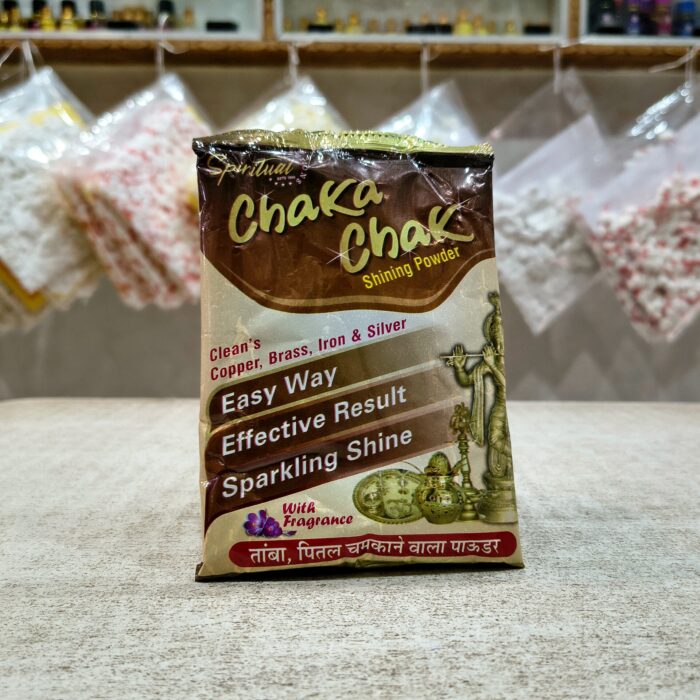 Spiritual
Chaka
Chak
Shining Powder
Clean's
Copper, Brass, Iron & Silver
Easy Way
Effective Result
Sparkling Shine
With
Fragrance
तांबा, पितल चमकाने वाला पाऊडर